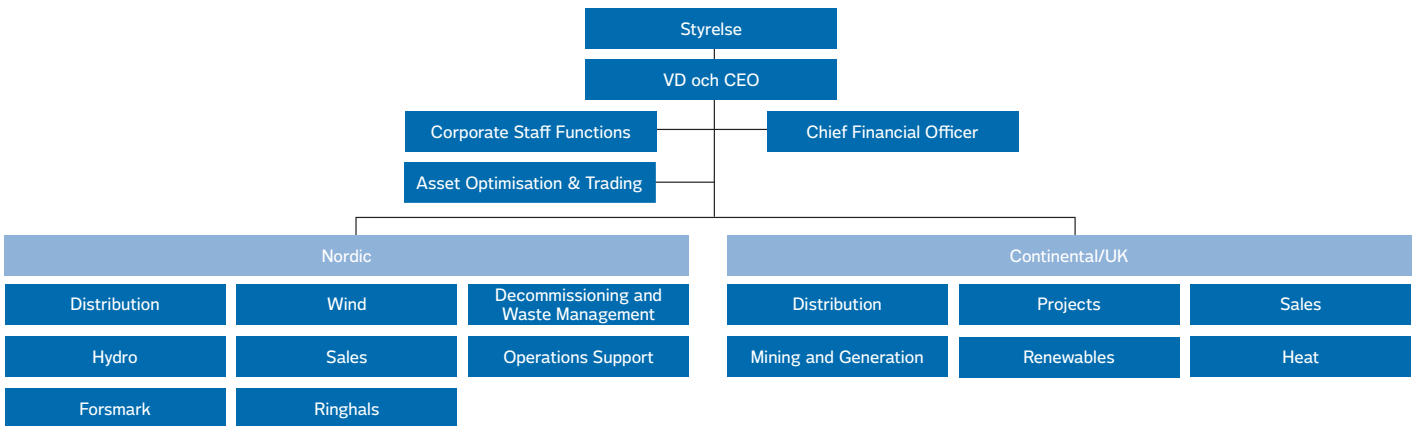 Styrelse
VD och CEO
Corporate Staff Functions
Chief Financial Officer
Asset Optimisation & Trading
Nordic
Continental/UK
Distribution
Wind
Decommissioning and
Waste Management
Distribution
Projects
Sales
Hydro
Sales
Operations Support
Mining and Generation
Renewables
Heat
Forsmark
Ringhals